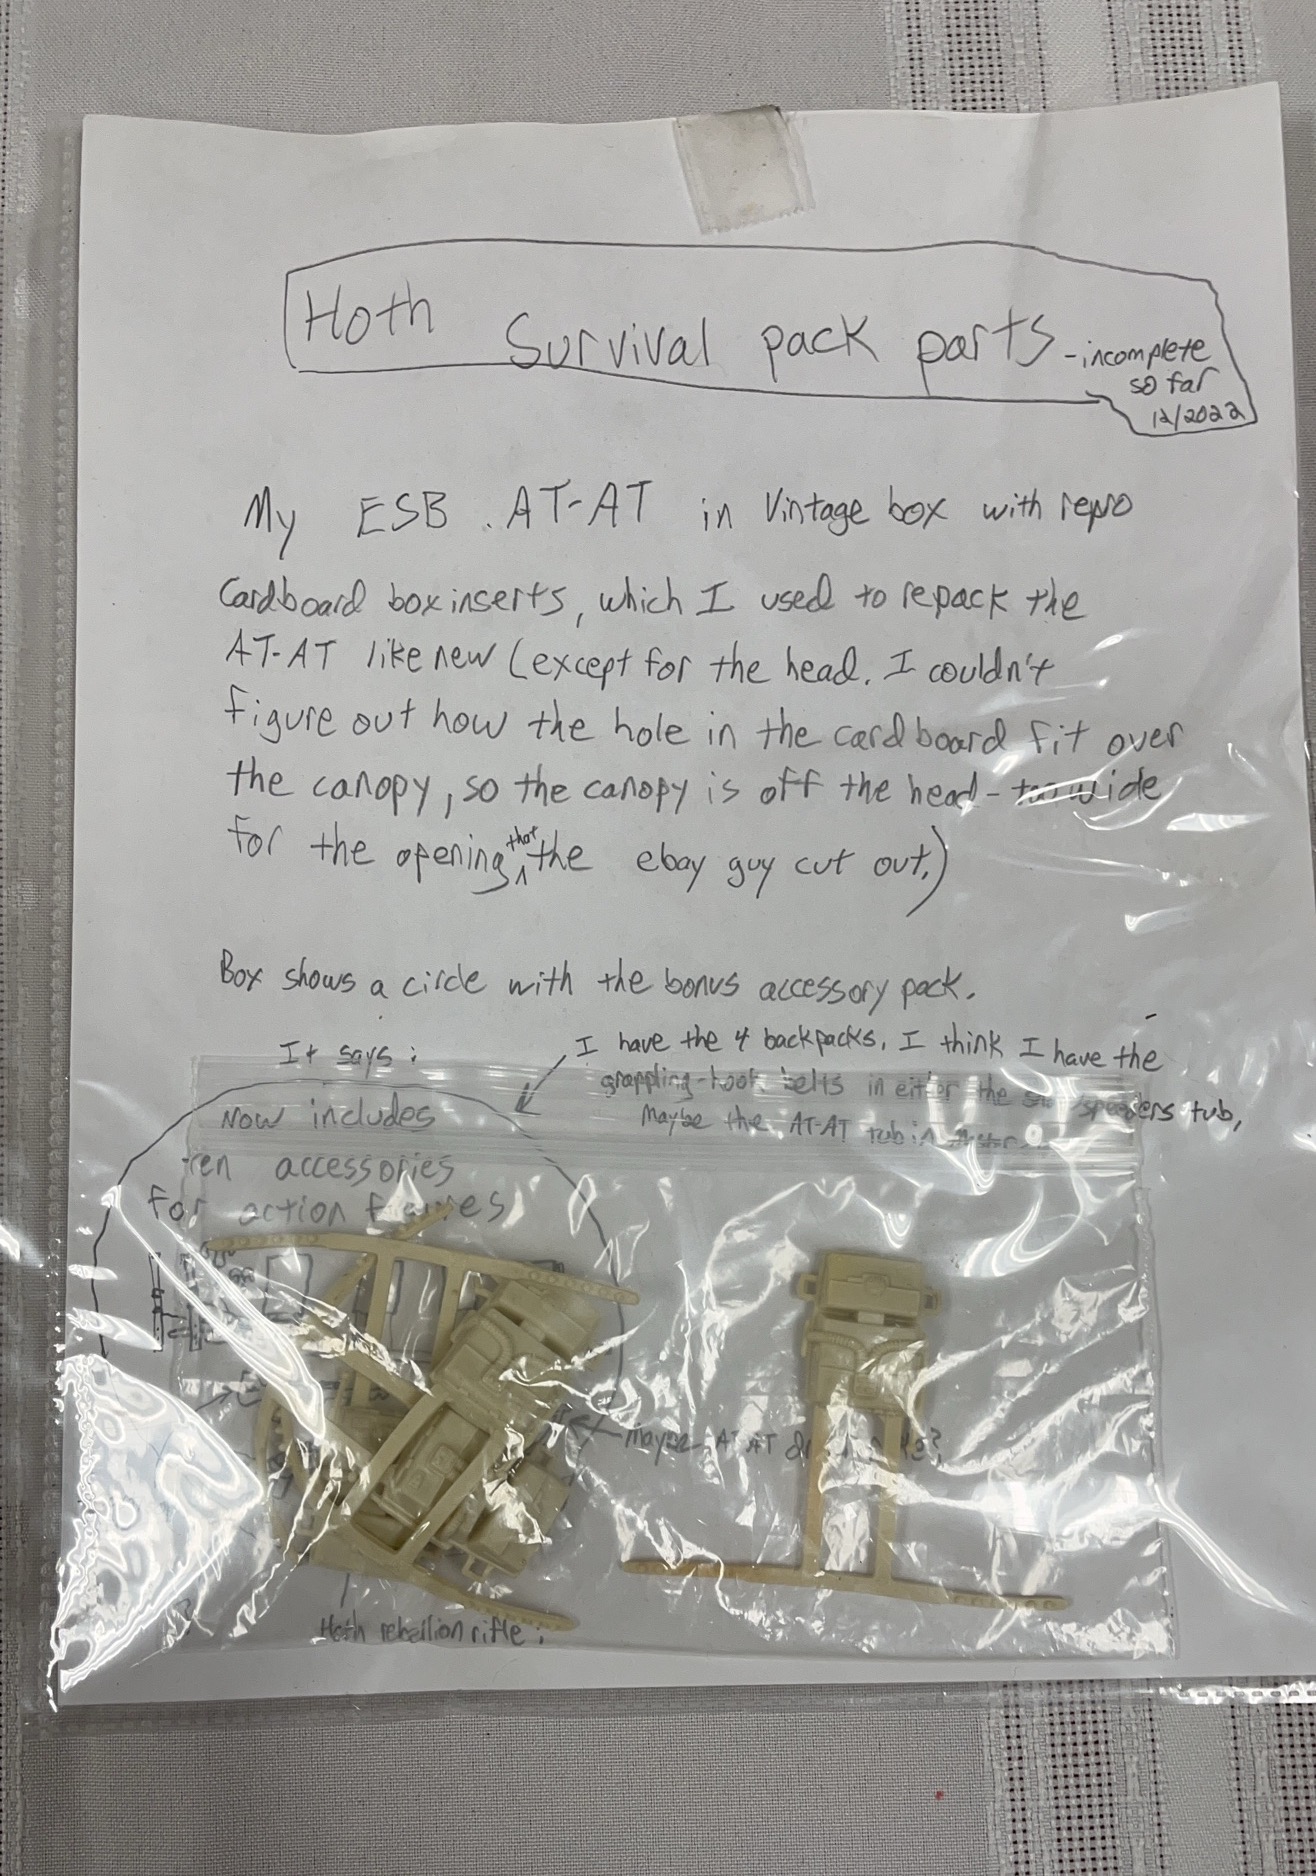 Hoth Survival pack parts - incomplete
so far
12/2022
My ESB AT-AT in Vintage box with repro
Cardboard box inserts, which I used to repack the
AT-AT like new (except for the head. I couldn't
figure out how the hole in the cardboard fit over
the canopy, so the canopy is off the head - too wide
for the opening that the ebay guy cut out.)
Box shows a circle with the bonus accessory pack.
It says:
I have the 4 backpacks. I think I have the
grappling-hook belts in either the speeders tub,
Maybe the AT-AT tub in
Now includes
ten accessories
for action figures
Maybe AT-AT
Hoth rebellion rifle